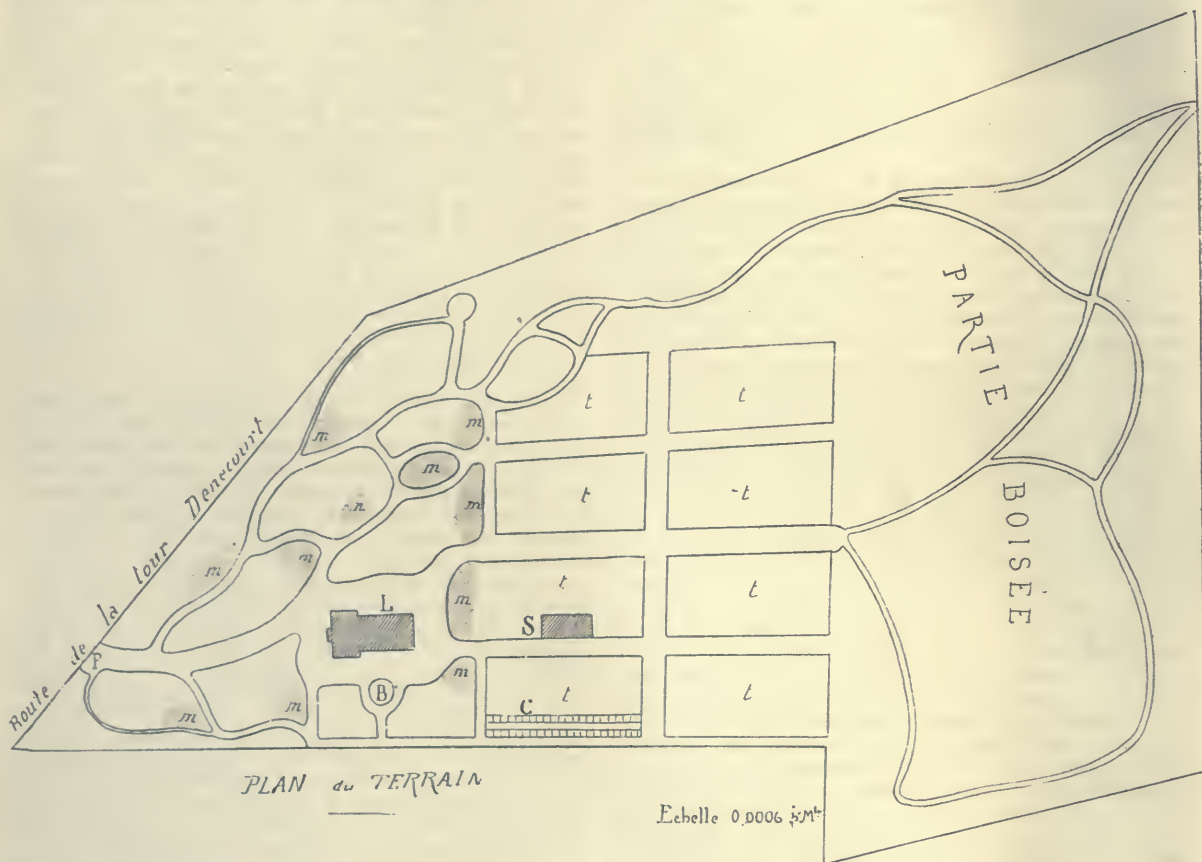 PARTIE
BOISÉE
Route de la tour Denecourt
P
L
S
B
C
t
t
t
t
t
t
t
t
m
m
m
m
m
m
m
m
m
m
m
PLAN du TERRAIN
Echelle 0,0006 p. Mt.